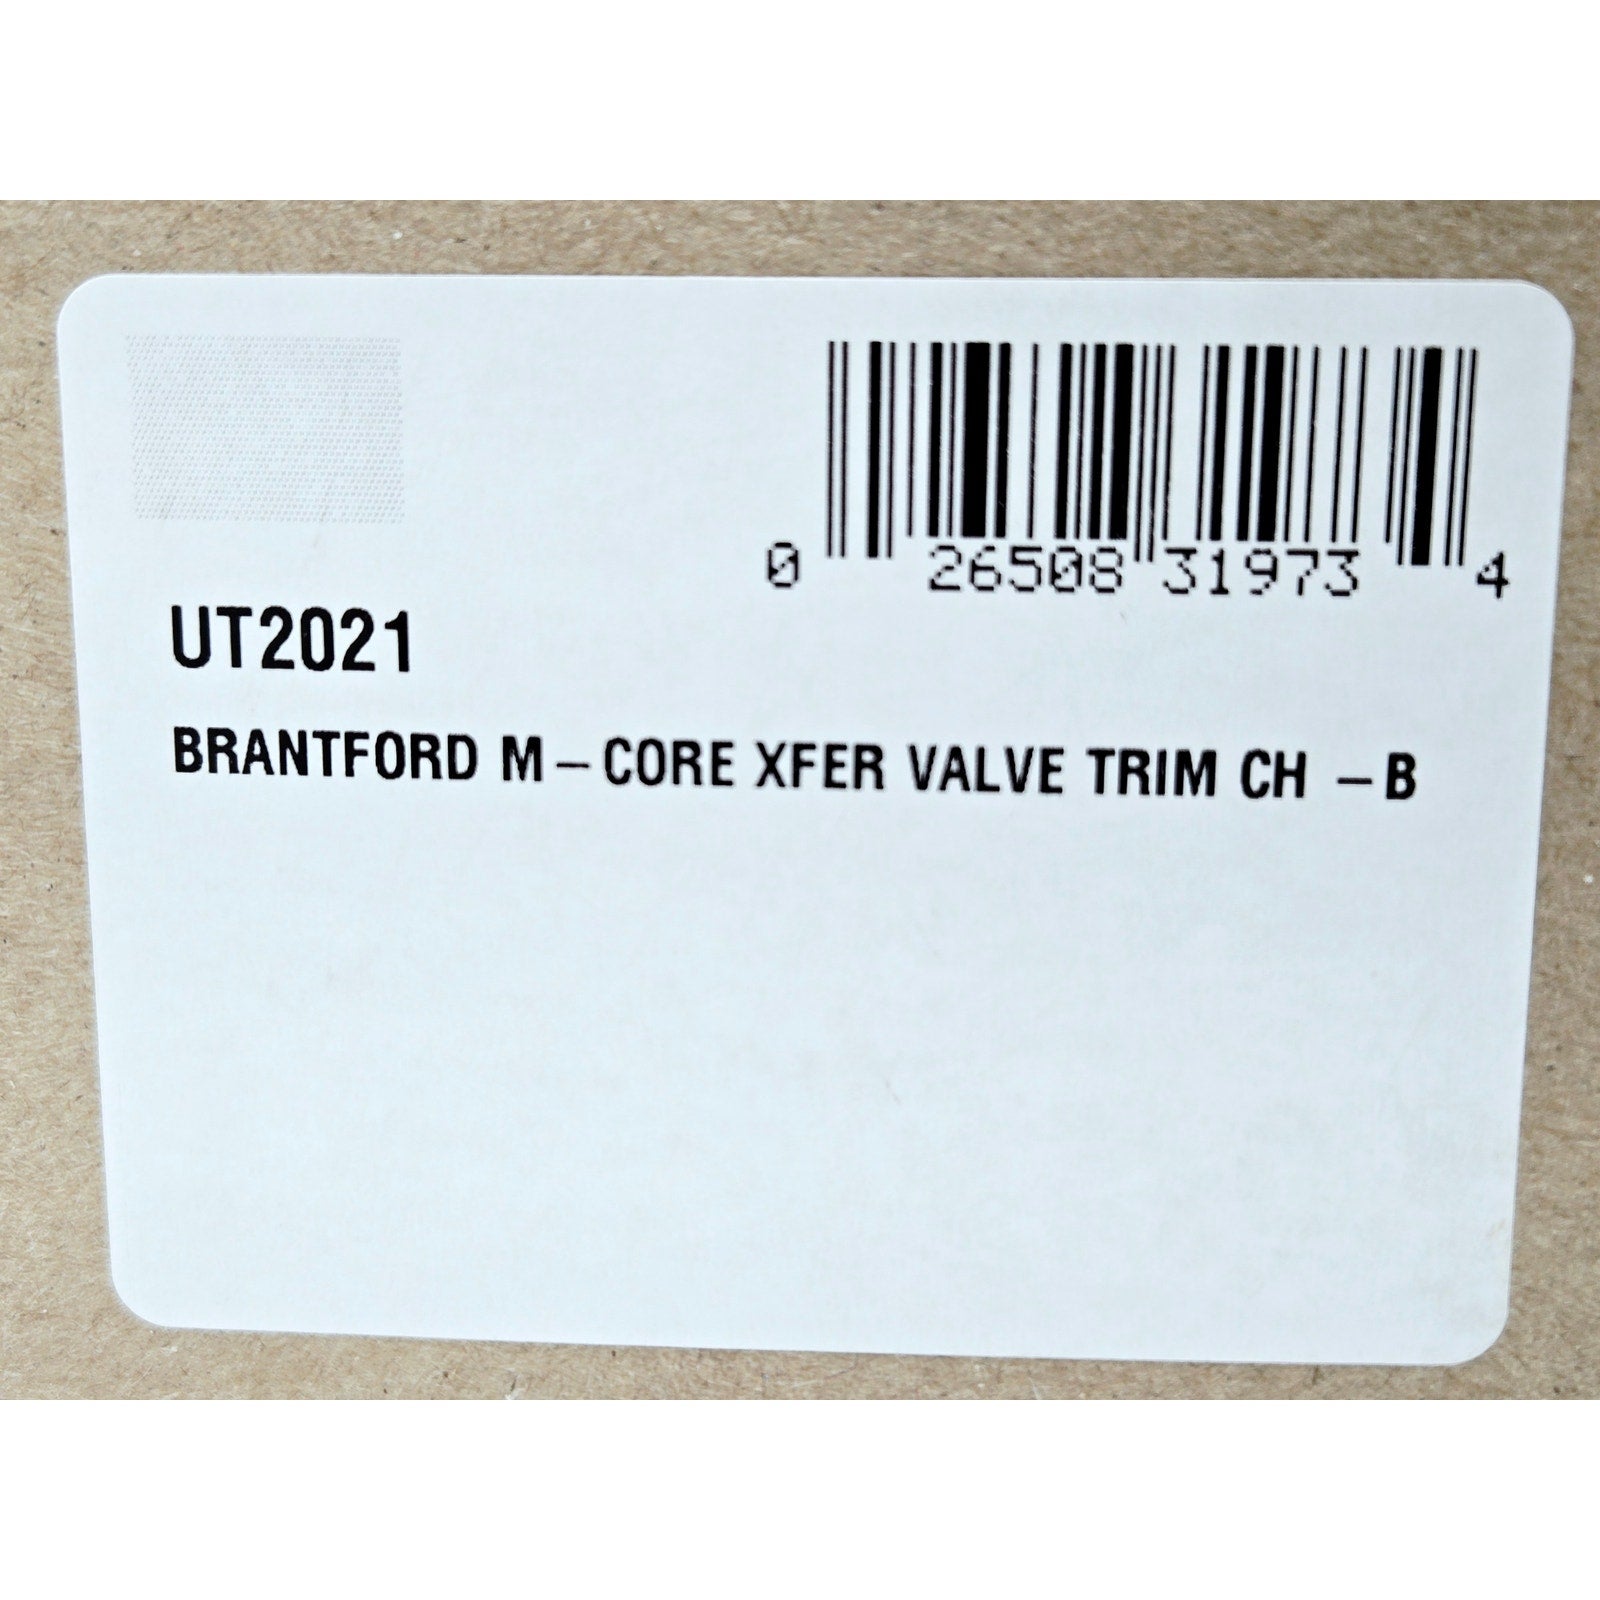 0 26508 31973 4
UT2021
BRANTFORD M-CORE XFER VALVE TRIM CH -B